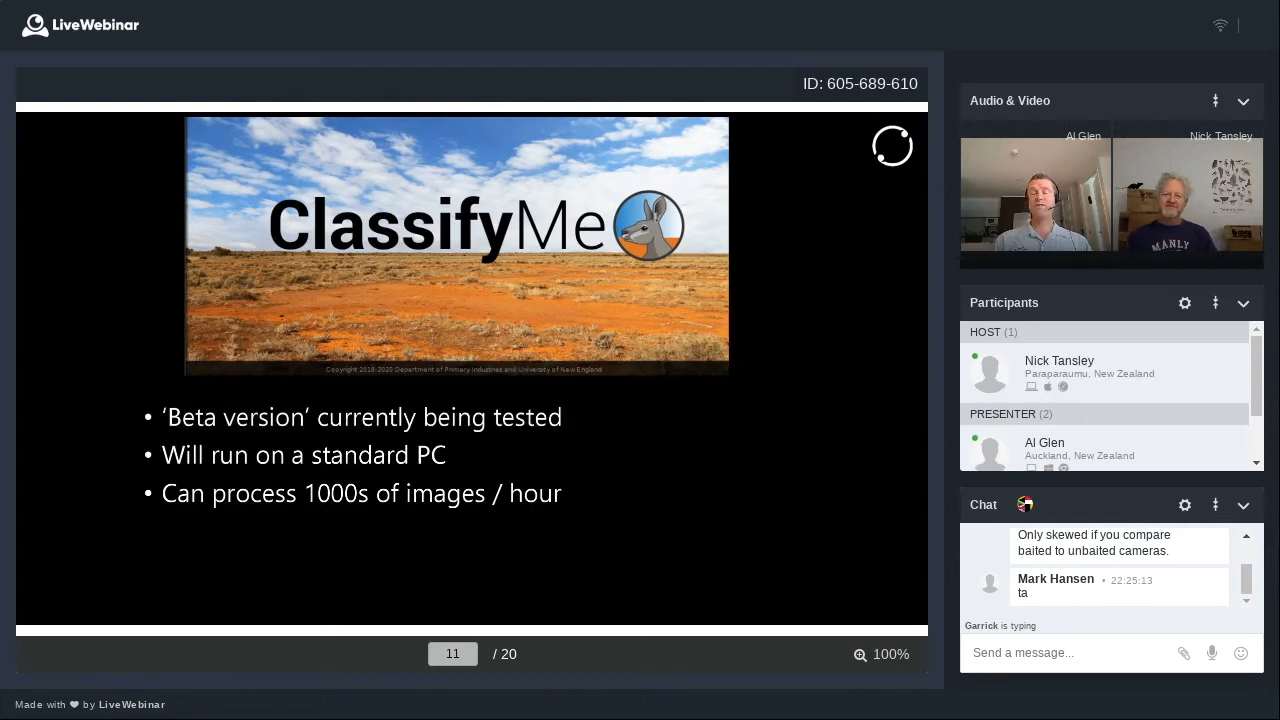 LiveWebinar
ID: 605-689-610
ClassifyMe
Copyright 2018-2020 Department of Primary Industries and University of New England
• ‘Beta version’ currently being tested
• Will run on a standard PC
• Can process 1000s of images / hour
11 / 20
100%
Made with by LiveWebinar
Audio & Video
Al Glen
Nick Tansley
MANLY
Participants
HOST (1)
Nick Tansley
Paraparaumu, New Zealand
PRESENTER (2)
Al Glen
Auckland, New Zealand
Chat
Only skewed if you compare
baited to unbaited cameras.
Mark Hansen • 22:25:13
ta
Garrick is typing
Send a message...